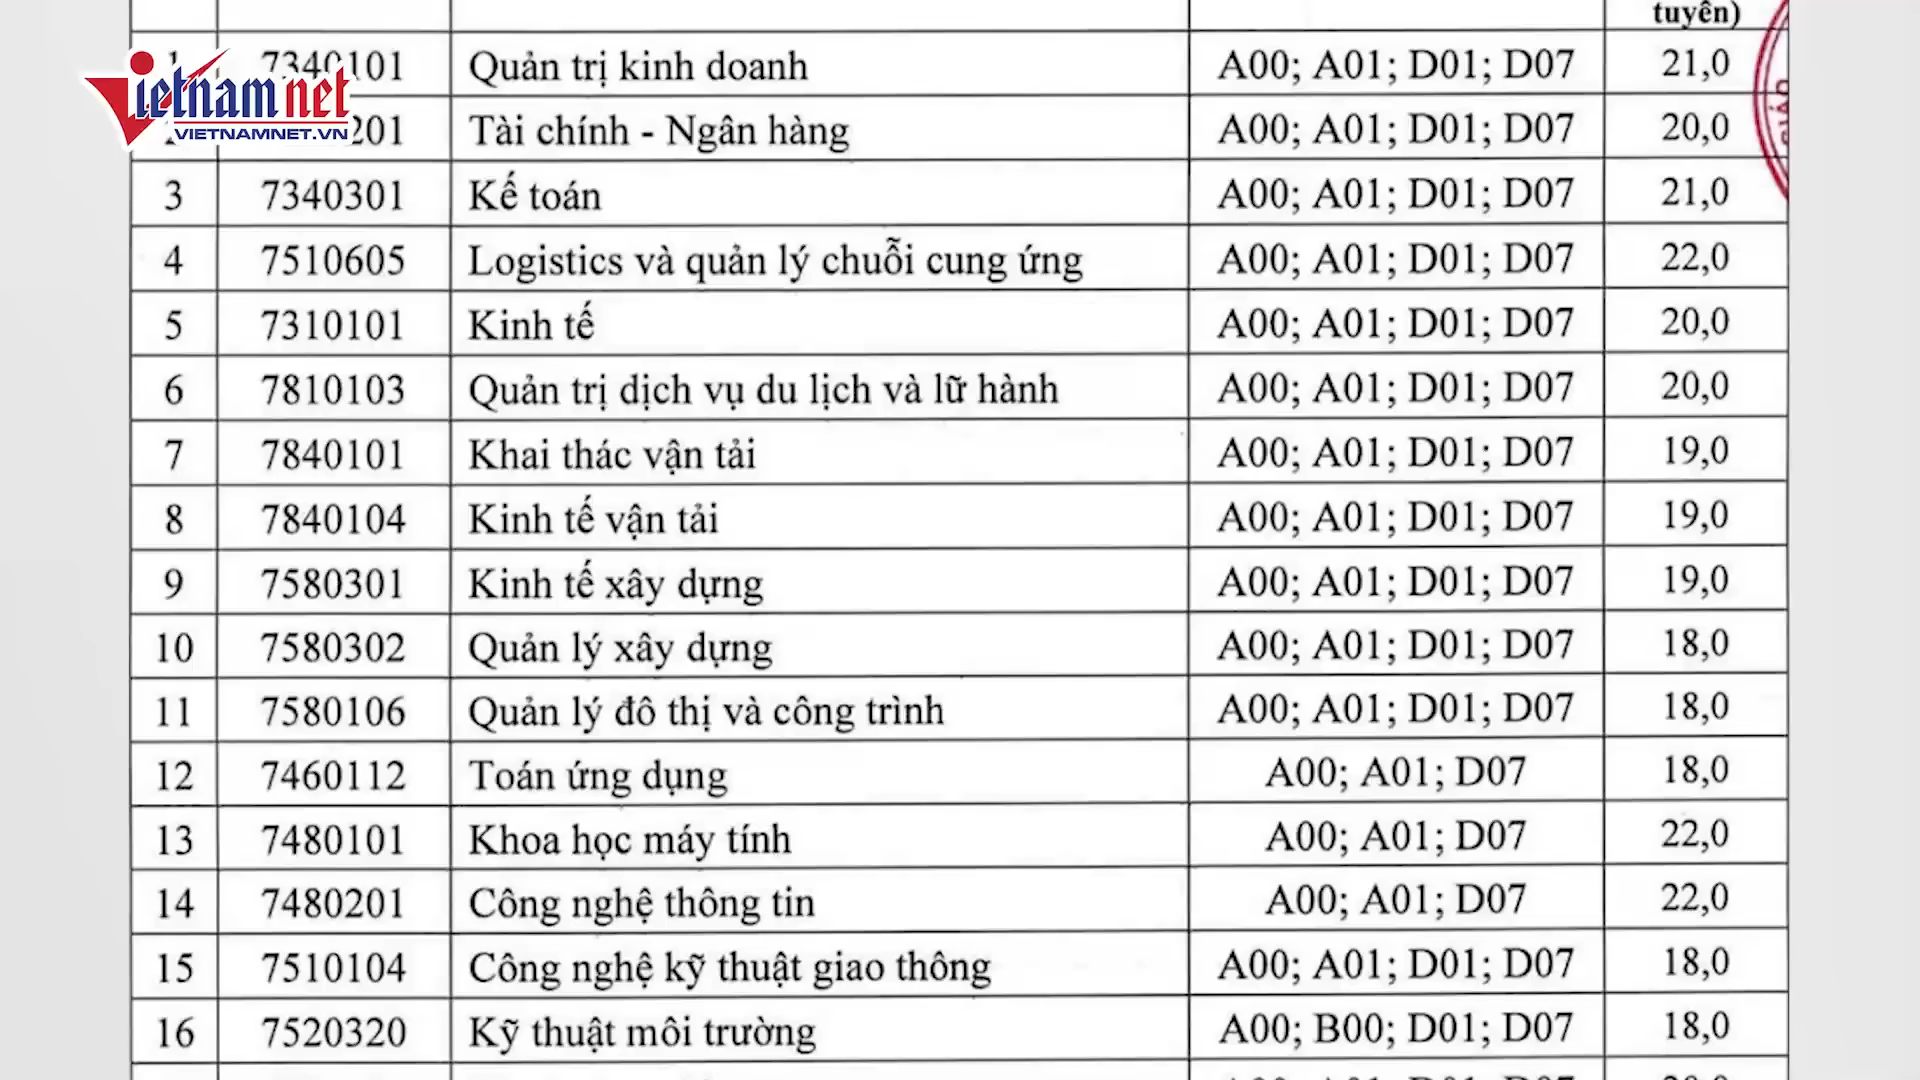 tuyển)
1 7340101 Quản trị kinh doanh A00; A01; D01; D07 21,0
201 Tài chính - Ngân hàng A00; A01; D01; D07 20,0
3 7340301 Kế toán A00; A01; D01; D07 21,0
4 7510605 Logistics và quản lý chuỗi cung ứng A00; A01; D01; D07 22,0
5 7310101 Kinh tế A00; A01; D01; D07 20,0
6 7810103 Quản trị dịch vụ du lịch và lữ hành A00; A01; D01; D07 20,0
7 7840101 Khai thác vận tải A00; A01; D01; D07 19,0
8 7840104 Kinh tế vận tải A00; A01; D01; D07 19,0
9 7580301 Kinh tế xây dựng A00; A01; D01; D07 19,0
10 7580302 Quản lý xây dựng A00; A01; D01; D07 18,0
11 7580106 Quản lý đô thị và công trình A00; A01; D01; D07 18,0
12 7460112 Toán ứng dụng A00; A01; D07 18,0
13 7480101 Khoa học máy tính A00; A01; D07 22,0
14 7480201 Công nghệ thông tin A00; A01; D07 22,0
15 7510104 Công nghệ kỹ thuật giao thông A00; A01; D01; D07 18,0
16 7520320 Kỹ thuật môi trường A00; B00; D01; D07 18,0
Vietnamnet
VIETNAMNET.VN
GIÁO